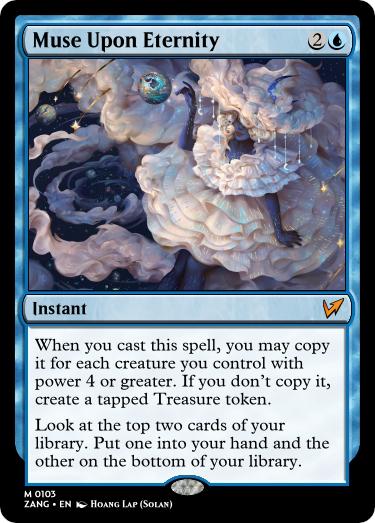 Muse Upon Eternity 2
Instant
When you cast this spell, you may copy
it for each creature you control with
power 4 or greater. If you don't copy it,
create a tapped Treasure token.
Look at the top two cards of your
library. Put one into your hand and the
other on the bottom of your library.
M 0103
ZANG • EN Hoang Lap (Solan)